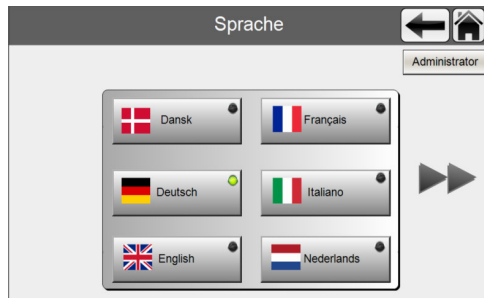 Sprache
Administrator
Dansk
Français
Deutsch
Italiano
English
Nederlands